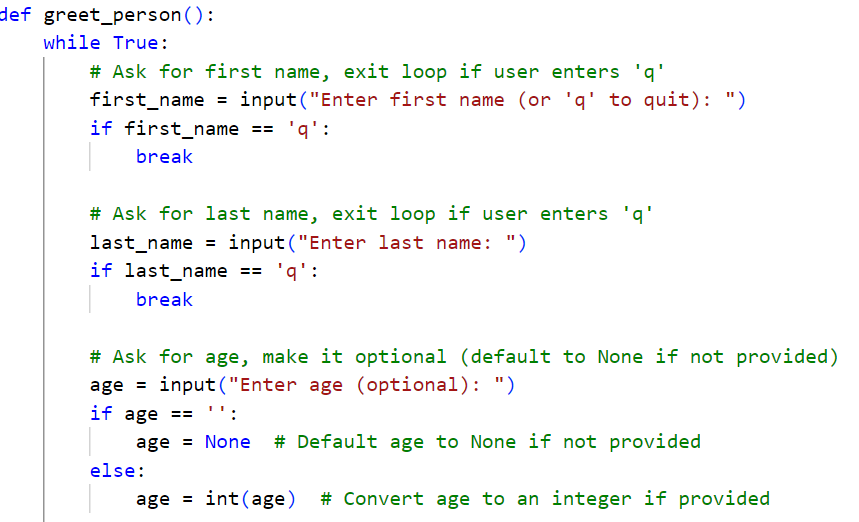 def greet_person():
    while True:
        # Ask for first name, exit loop if user enters 'q'
        first_name = input("Enter first name (or 'q' to quit): ")
        if first_name == 'q':
            break

        # Ask for last name, exit loop if user enters 'q'
        last_name = input("Enter last name: ")
        if last_name == 'q':
            break

        # Ask for age, make it optional (default to None if not provided)
        age = input("Enter age (optional): ")
        if age == '':
            age = None  # Default age to None if not provided
        else:
            age = int(age)  # Convert age to an integer if provided